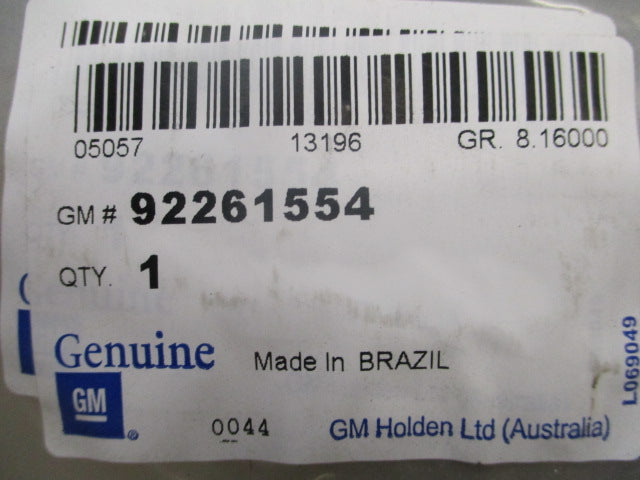 05057 13196 GR. 8.16000
GM # 92261554
QTY. 1
Genuine Made In BRAZIL
GM ® 0044 GM Holden Ltd (Australia)
L069049